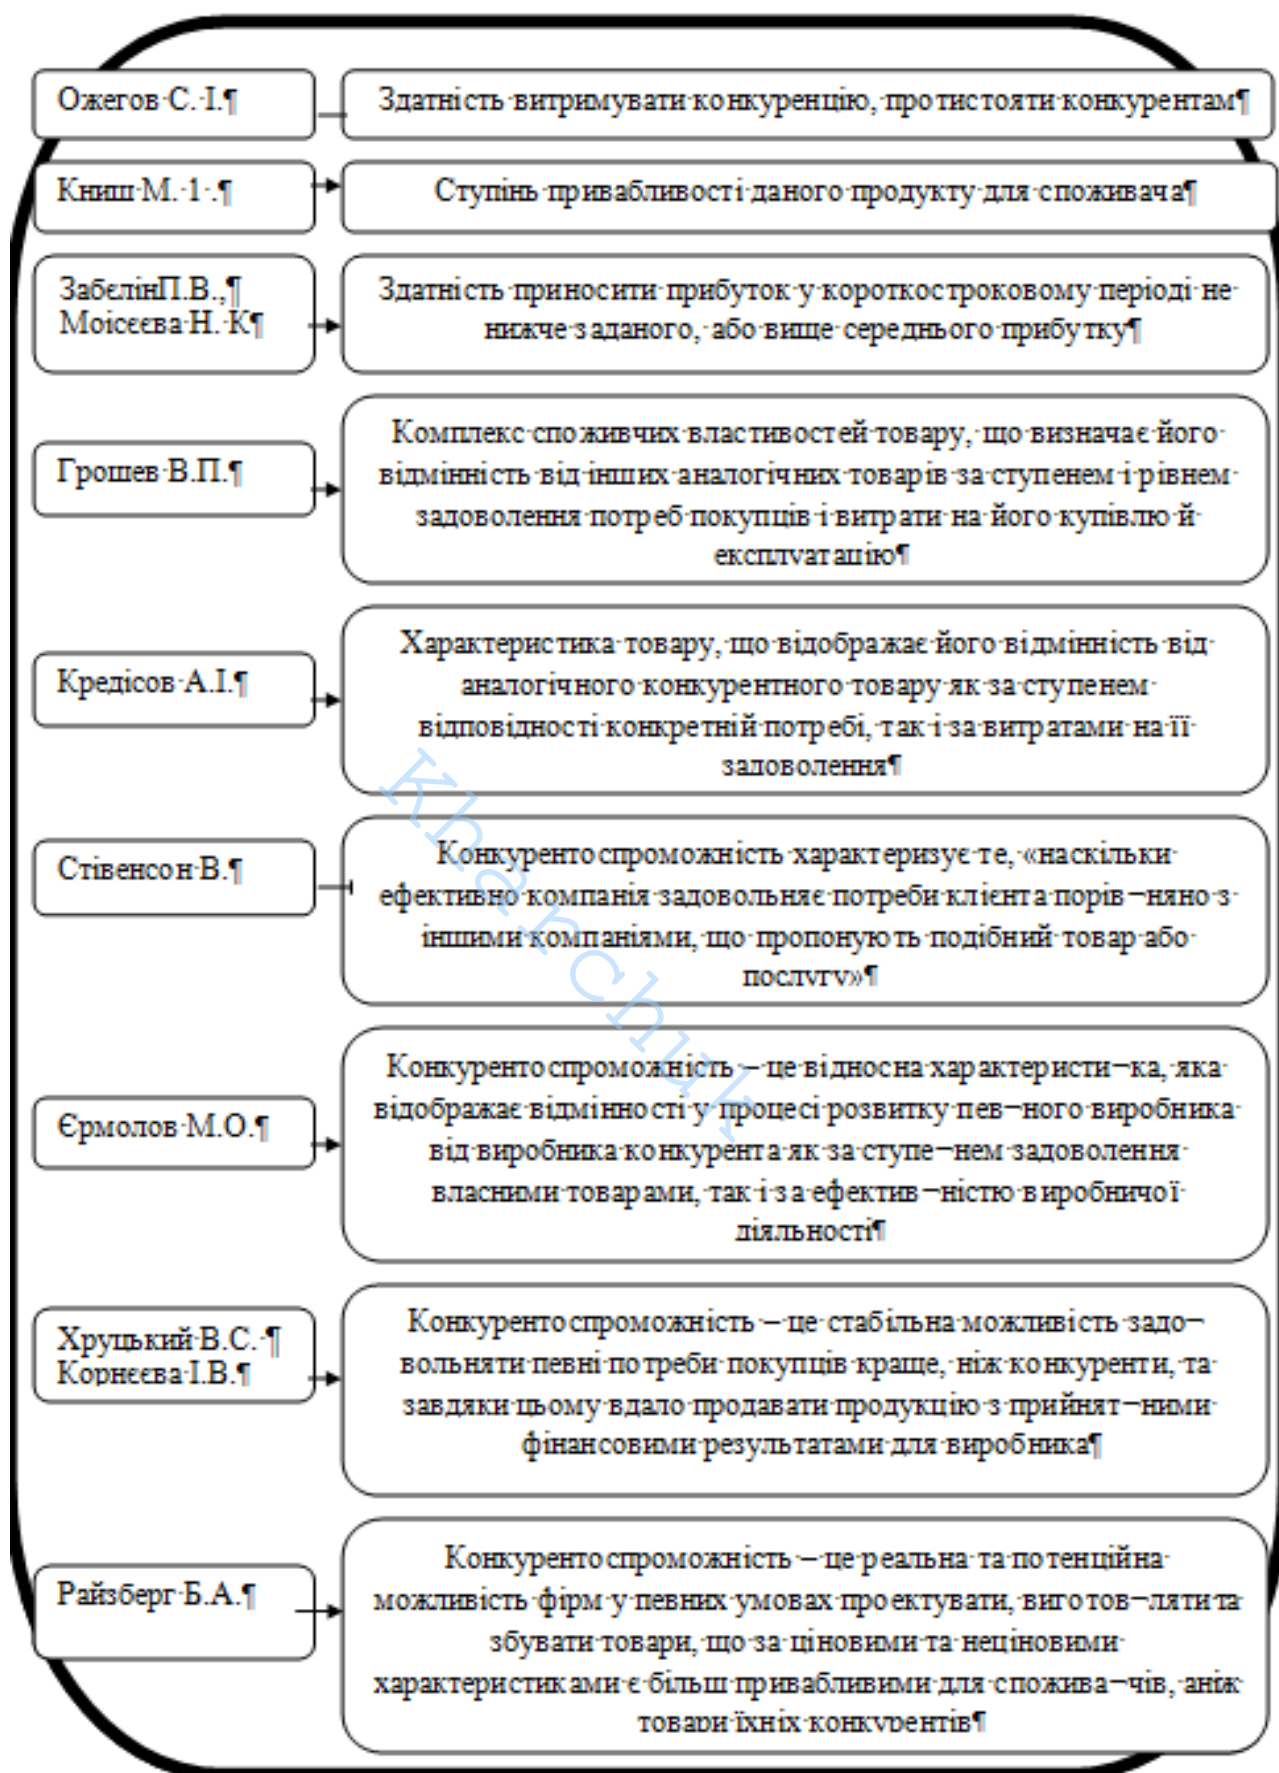 Ожегов·С.·І.¶
Здатність·витримувати·конкуренцію,·протистояти·конкурентам¶
Книш·М.·1·.¶
Ступінь·привабливості·даного·продукту·для·споживача¶
ЗабєлінП.В.,¶
Моісєєва·Н.·К¶
Здатність·приносити·прибуток·у·короткостроковому·періоді·не·
нижче·заданого,·або·вище·середнього·прибутку¶
Грошев·В.П.¶
Комплекс·споживчих·властивостей·товару,·що·визначає·його·
відмінність·від·інших·аналогічних·товарів·за·ступенем·і·рівнем·
задоволення·потреб·покупців·і·витрати·на·його·купівлю·й·
експлуатацію¶
Кредісов·А.І.¶
Характеристика·товару,·що·відображає·його·відмінність·від·
аналогічного·конкурентного·товару·як·за·ступенем·
відповідності·конкретній·потребі,·так·і·за·витратами·на·її·
задоволення¶
Стівенсон·В.¶
Конкурентоспроможність·характеризує·те,·«наскільки·
ефективно·компанія·задовольняє·потреби·клієнта·порів¬няно·з·
іншими·компаніями,·що·пропонують·подібний·товар·або·
послугу»¶
Єрмолов·М.О.¶
Конкурентоспроможність·–·це·відносна·характеристи¬ка,·яка·
відображає·відмінності·у·процесі·розвитку·пев¬ного·виробника·
від·виробника·конкурента·як·за·ступе¬нем·задоволення·
власними·товарами,·так·і·за·ефектив¬ністю·виробничої·
діяльності¶
Хруцький·В.С.·¶
Корнєєва·І.В.¶
Конкурентоспроможність·–·це·стабільна·можливість·задо¬
вольняти·певні·потреби·покупців·краще,·ніж·конкуренти,·та·
завдяки·цьому·вдало·продавати·продукцію·з·прийнят¬ними·
фінансовими·результатами·для·виробника¶
Райзберг·Б.А.¶
Конкурентоспроможність·–·це·реальна·та·потенційна·
можливість·фірм·у·певних·умовах·проектувати,·виготов¬ляти·та·
збувати·товари,·що·за·ціновими·та·неціновими·
характеристиками·є·більш·привабливими·для·спожива¬чів,·аніж·
товари·їхніх·конкурентів¶
Kharchuk